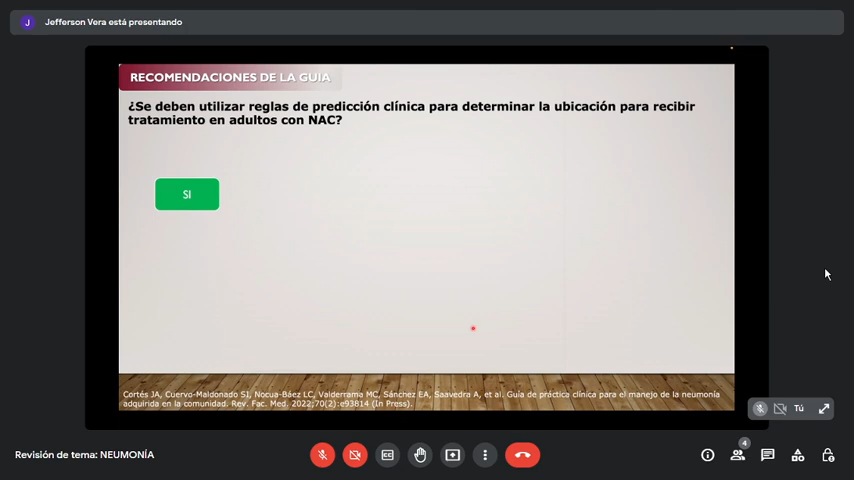 J Jefferson Vera está presentando
RECOMENDACIONES DE LA GUIA
¿Se deben utilizar reglas de predicción clínica para determinar la ubicación para recibir
tratamiento en adultos con NAC?
SI
Cortés JA, Cuervo-Maldonado SI, Nocua-Báez LC, Valderrama MC, Sánchez EA, Saavedra A, et al. Guía de práctica clínica para el manejo de la neumonía
adquirida en la comunidad. Rev. Fac. Med. 2022;70(2):e93814 (In Press).
Tú
Revisión de tema: NEUMONÍA
CC
4